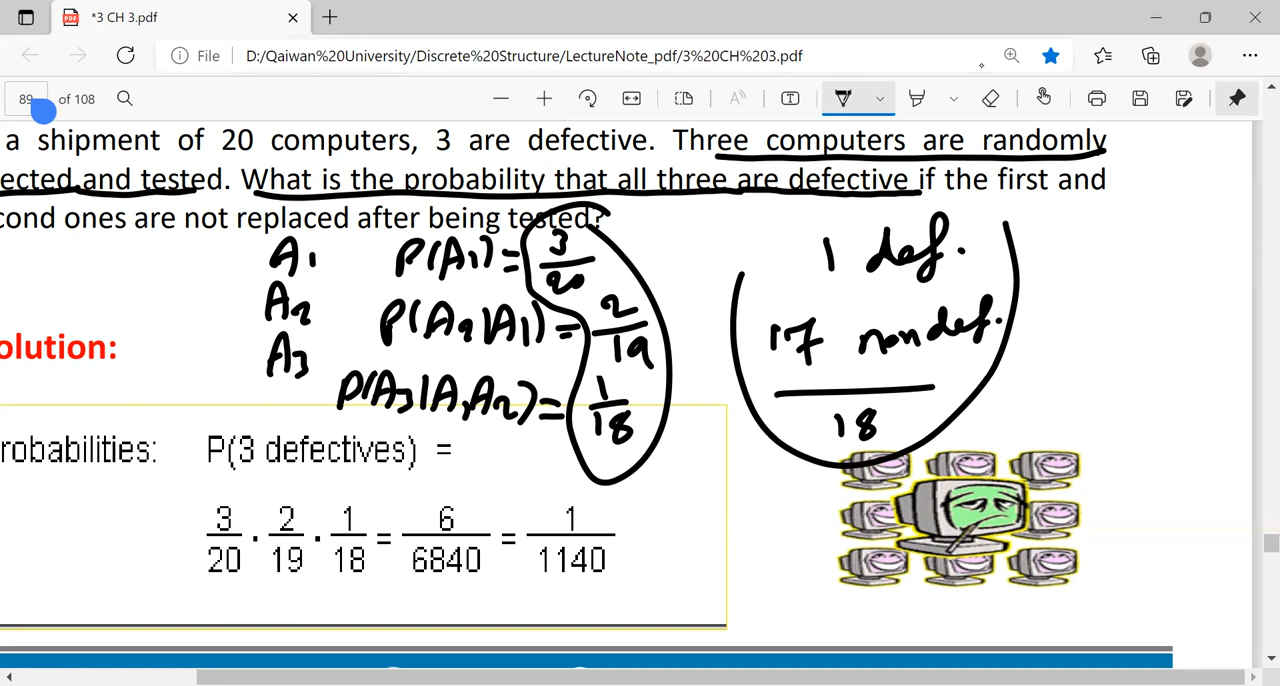 *3 CH 3.pdf
File D:/Qaiwan%20University/Discrete%20Structure/LectureNote_pdf/3%20CH%203.pdf
89 of 108
a shipment of 20 computers, 3 are defective. Three computers are randomly
ected and tested. What is the probability that all three are defective if the first and
cond ones are not replaced after being tested?
A1 P(A1) = 3/20
A2 P(A2|A1) = 2/19
A3 P(A3|A1A2) = 1/18
1 def.
17 non def.
18
olution:
robabilities: P(3 defectives) =
3/20 · 2/19 · 1/18 = 6/6840 = 1/1140